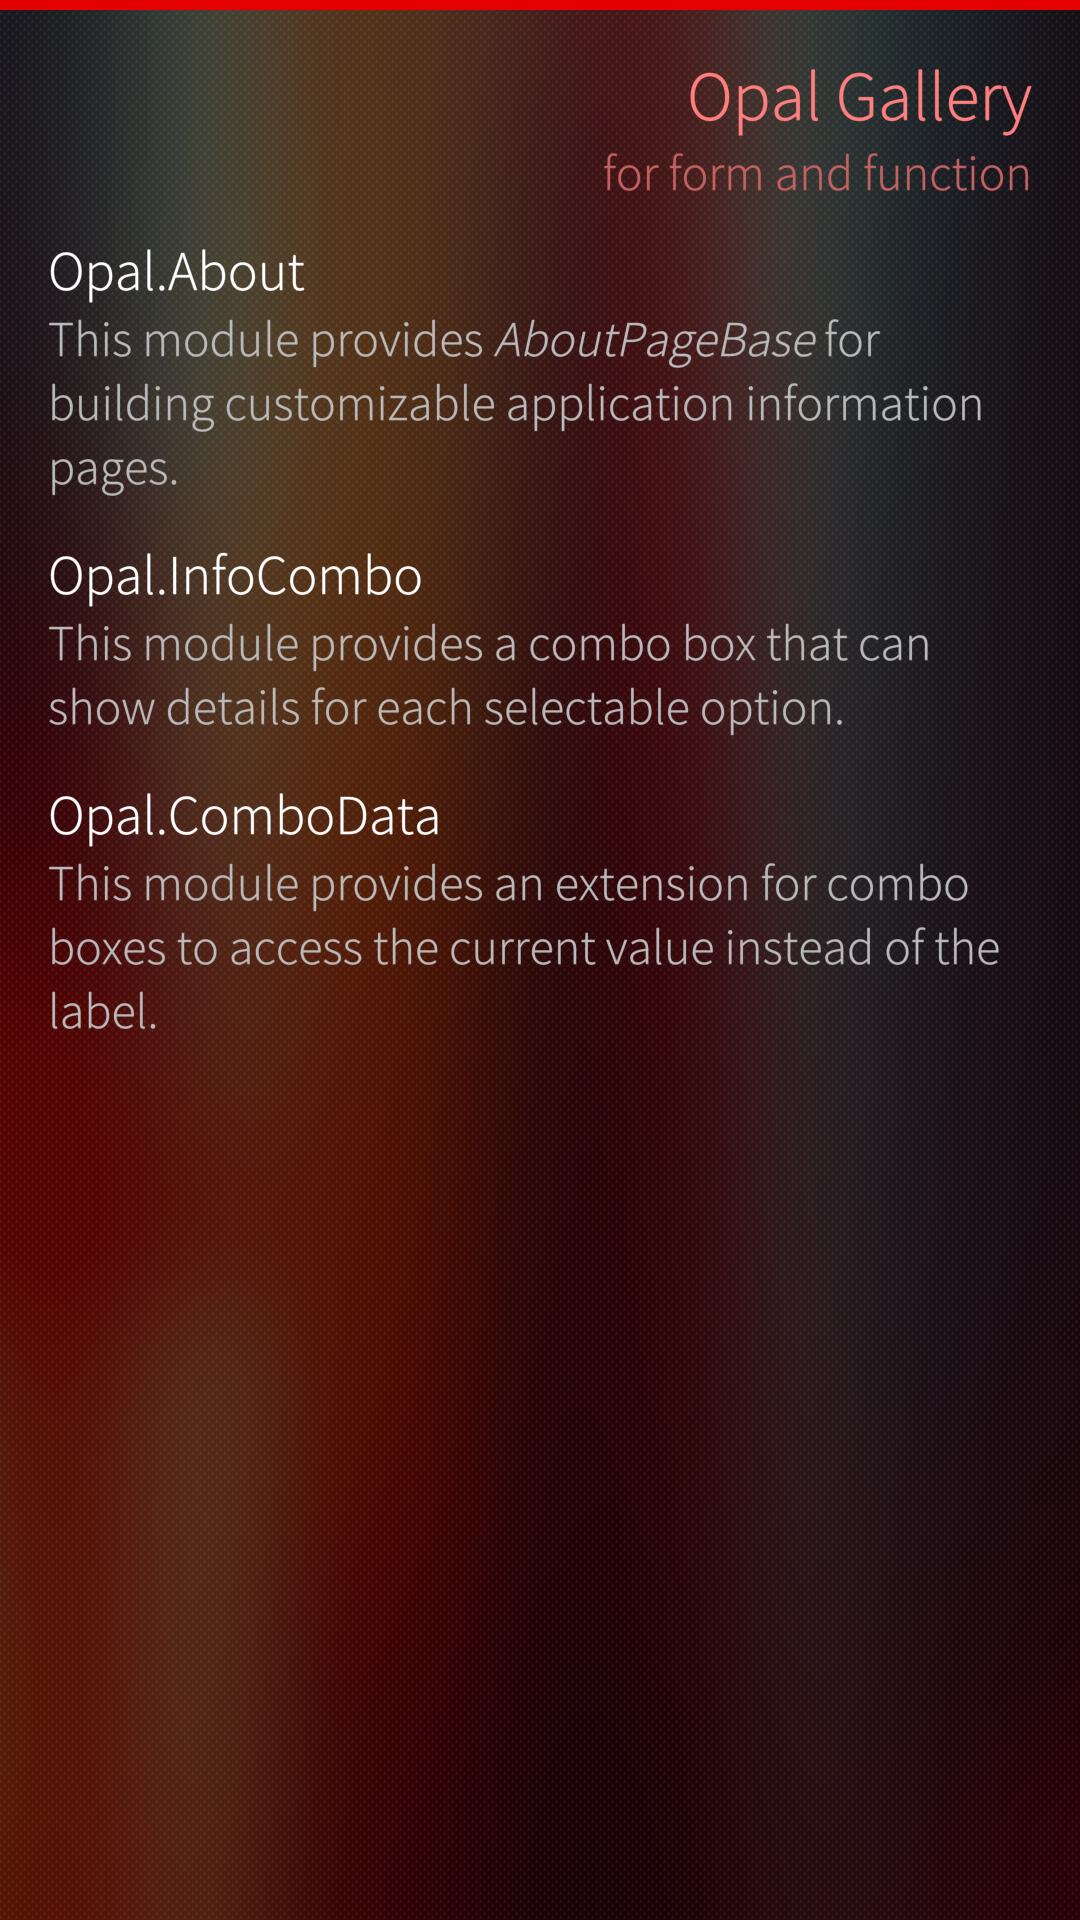 Opal Gallery
for form and function
Opal.About
This module provides AboutPageBase for
building customizable application information
pages.
Opal.InfoCombo
This module provides a combo box that can
show details for each selectable option.
Opal.ComboData
This module provides an extension for combo
boxes to access the current value instead of the
label.